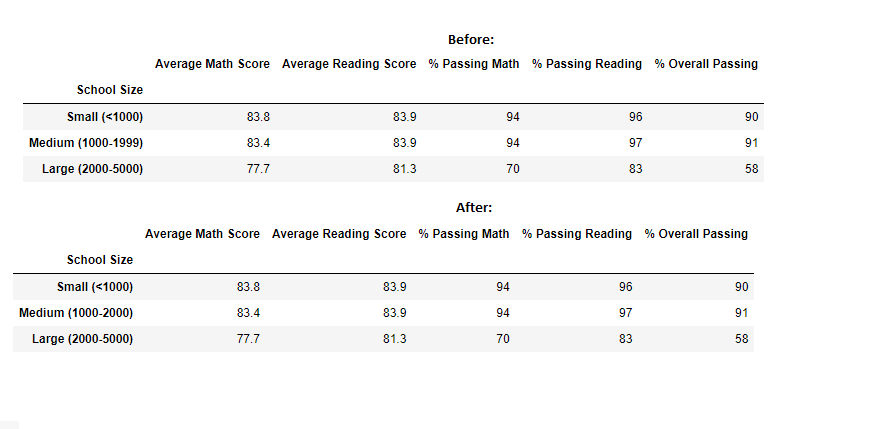 Before:
Average Math Score Average Reading Score % Passing Math % Passing Reading % Overall Passing
School Size
Small (<1000) 83.8 83.9 94 96 90
Medium (1000-1999) 83.4 83.9 94 97 91
Large (2000-5000) 77.7 81.3 70 83 58
After:
Average Math Score Average Reading Score % Passing Math % Passing Reading % Overall Passing
School Size
Small (<1000) 83.8 83.9 94 96 90
Medium (1000-2000) 83.4 83.9 94 97 91
Large (2000-5000) 77.7 81.3 70 83 58